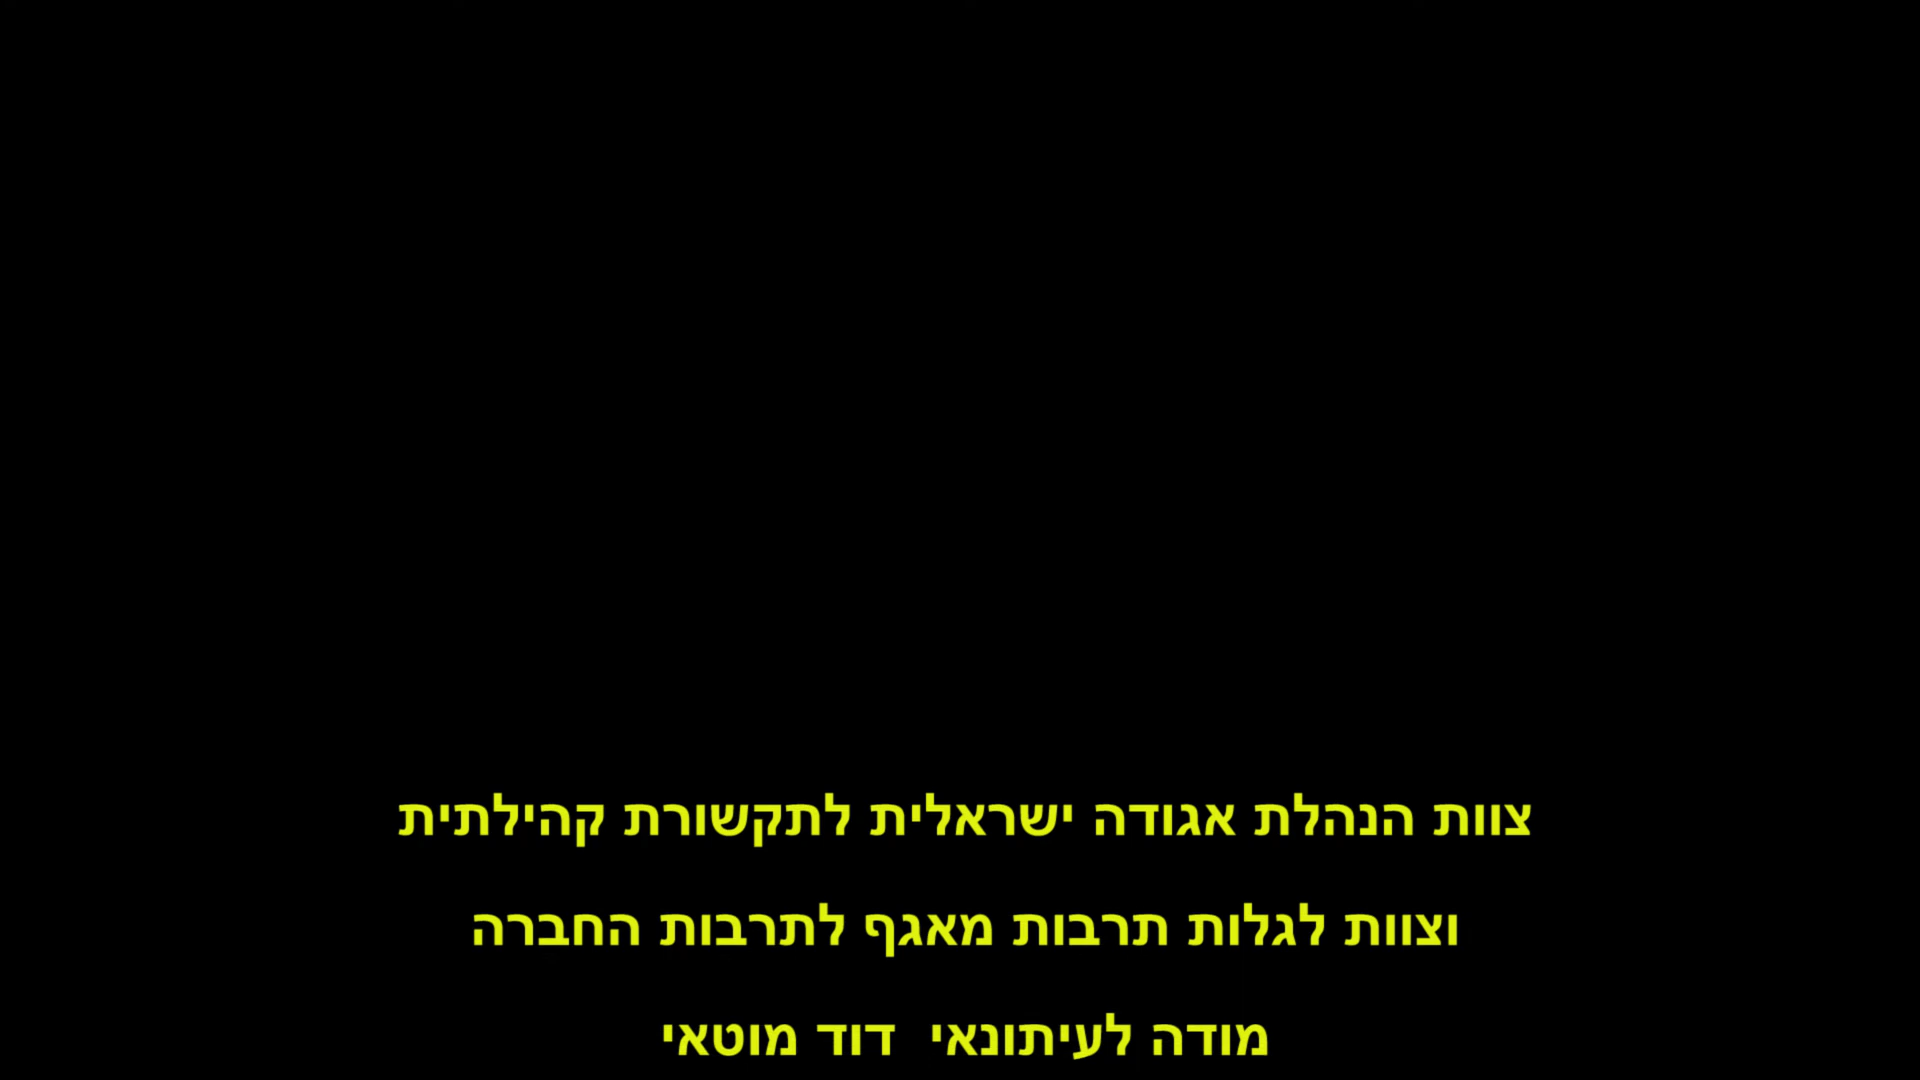 צוות הנהלת אגודה ישראלית לתקשורת קהילתית
וצוות לגלות תרבות מאגף לתרבות החברה
מודה לעיתונאי  דוד מוטאי